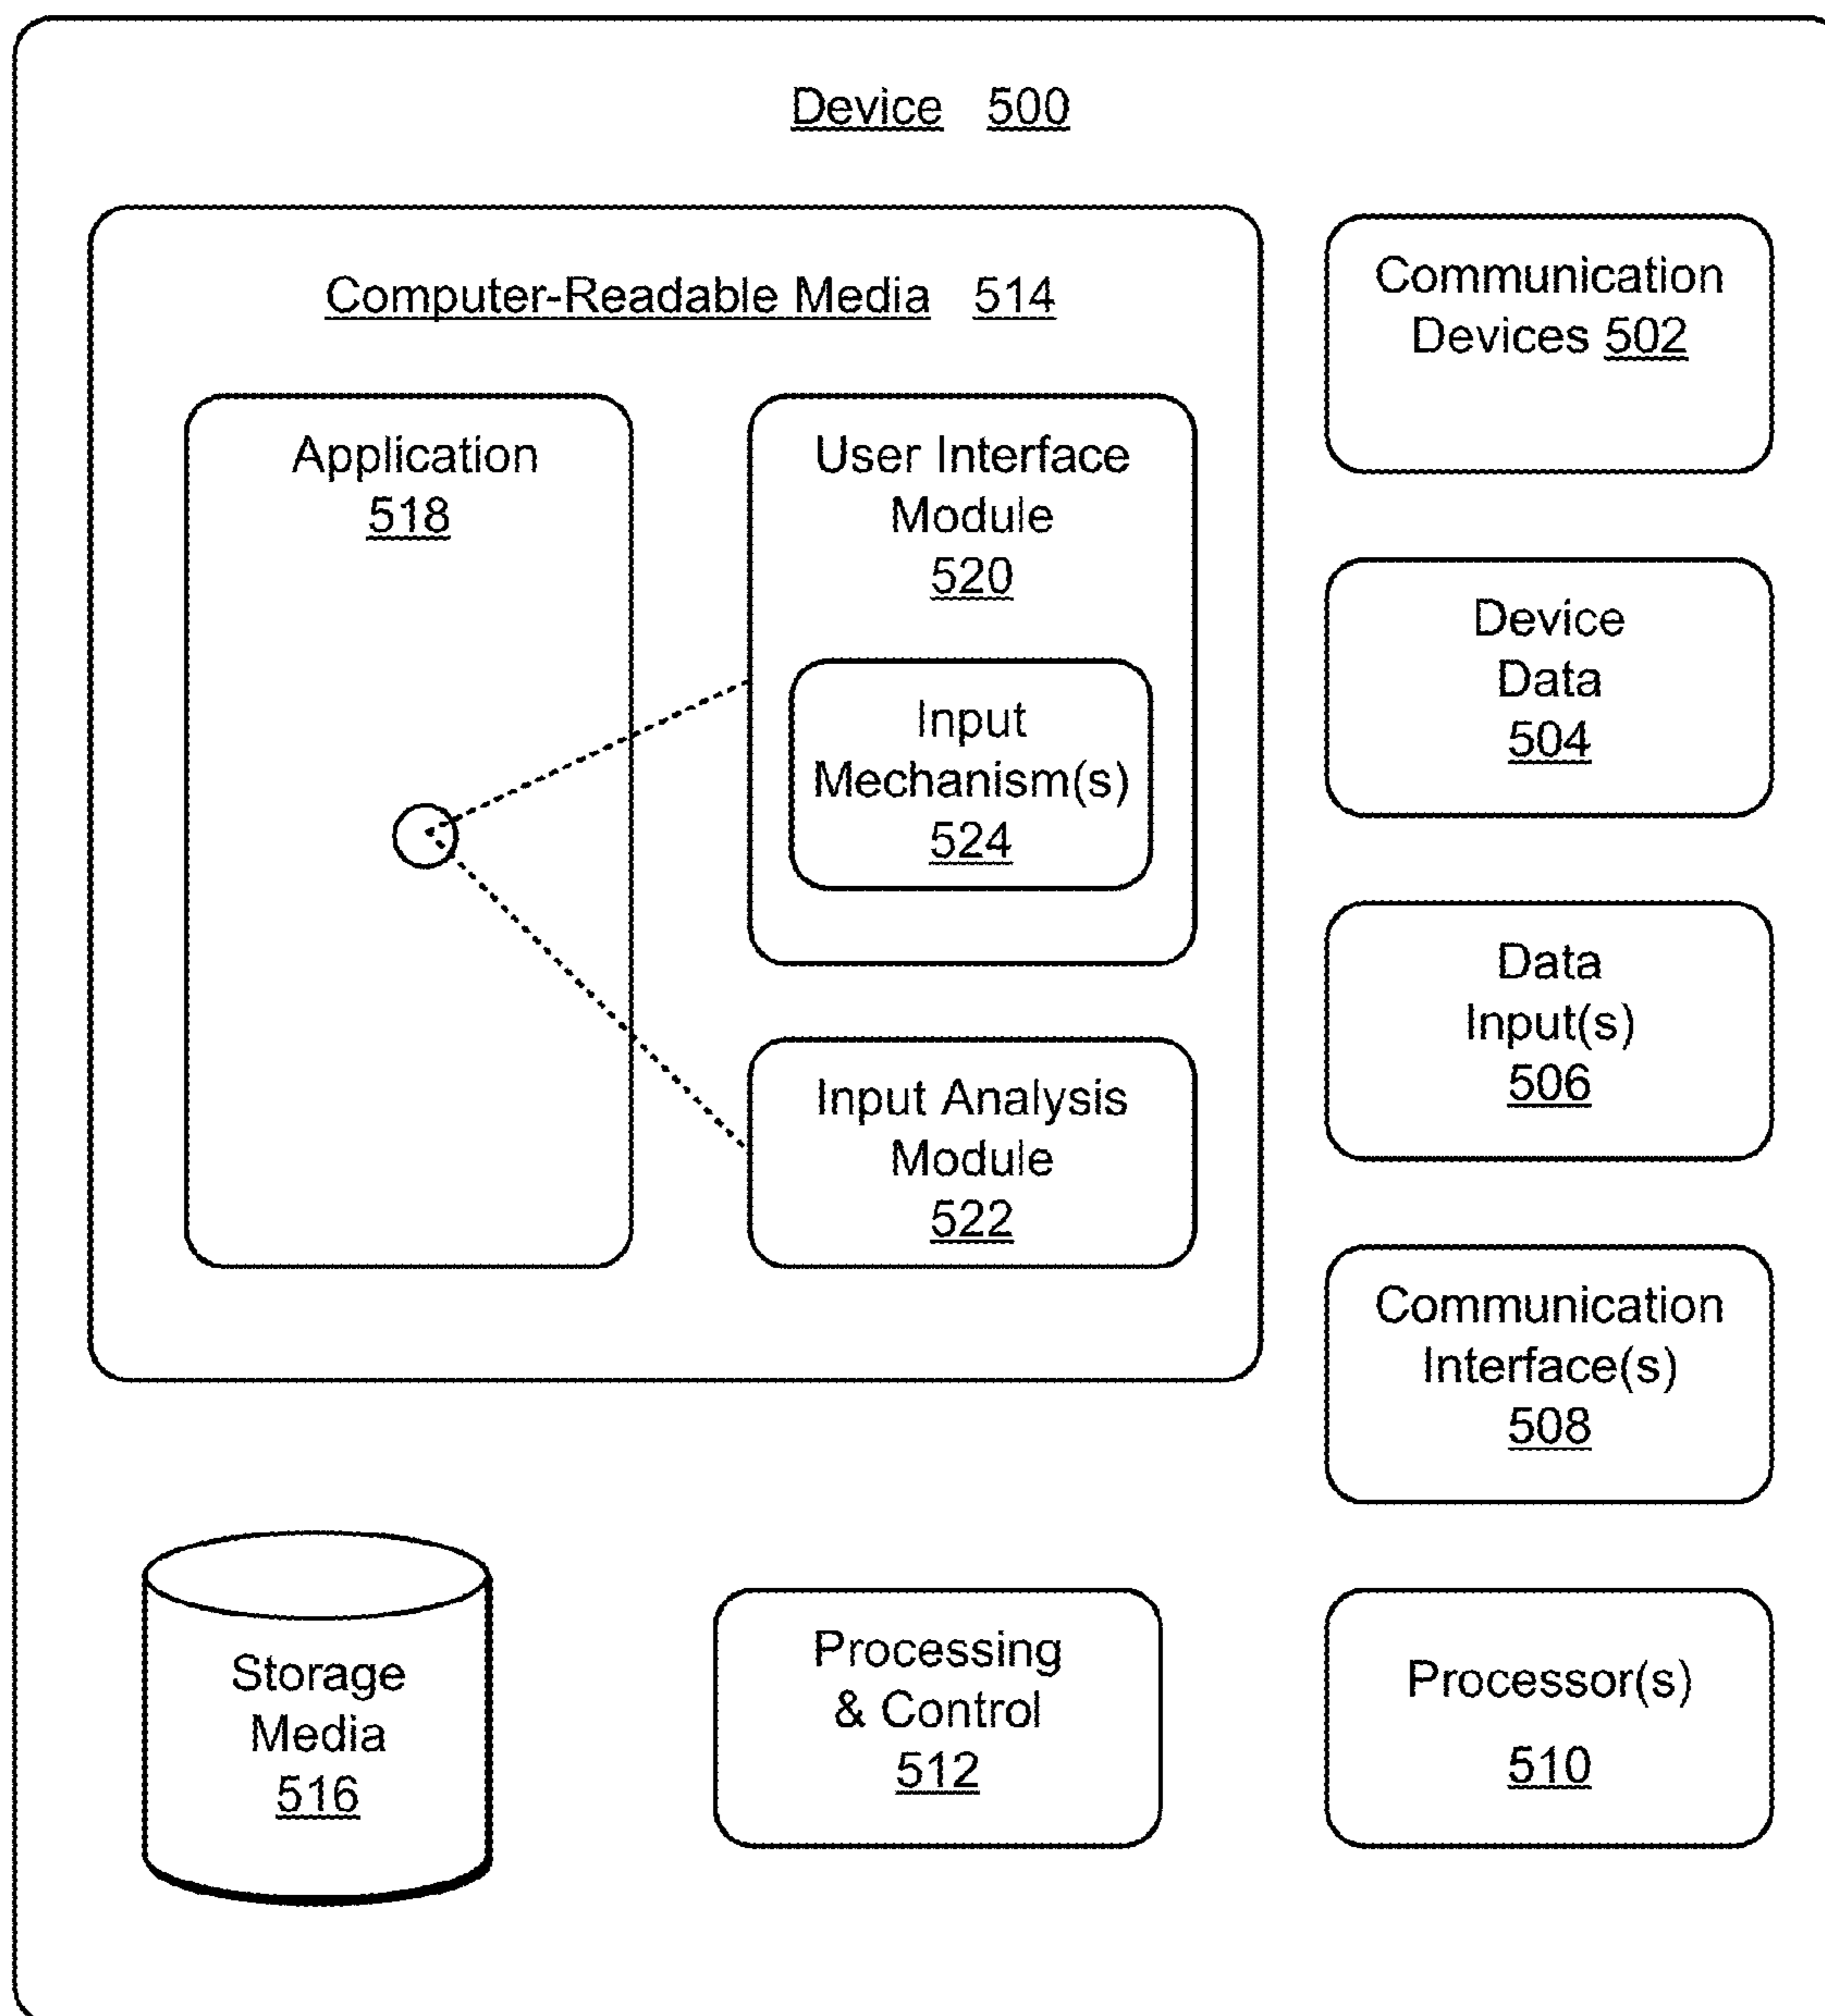 Device 500
Computer-Readable Media 514
Application
518
User Interface
Module
520
Input
Mechanism(s)
524
Input Analysis
Module
522
Communication
Devices 502
Device
Data
504
Data
Input(s)
506
Communication
Interface(s)
508
Storage
Media
516
Processing
& Control
512
Processor(s)
510